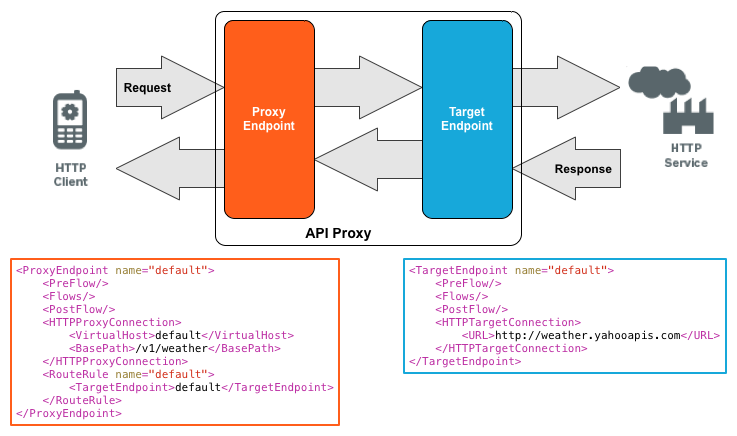 Request
Proxy
Endpoint
Target
Endpoint
HTTP
Client
Response
HTTP
Service
API Proxy
<ProxyEndpoint name="default">
    <PreFlow/>
    <Flows/>
    <PostFlow/>
    <HTTPProxyConnection>
        <VirtualHost>default</VirtualHost>
        <BasePath>/v1/weather</BasePath>
    </HTTPProxyConnection>
    <RouteRule name="default">
        <TargetEndpoint>default</TargetEndpoint>
    </RouteRule>
</ProxyEndpoint>
<TargetEndpoint name="default">
    <PreFlow/>
    <Flows/>
    <PostFlow/>
    <HTTPTargetConnection>
        <URL>http://weather.yahooapis.com</URL>
    </HTTPTargetConnection>
</TargetEndpoint>